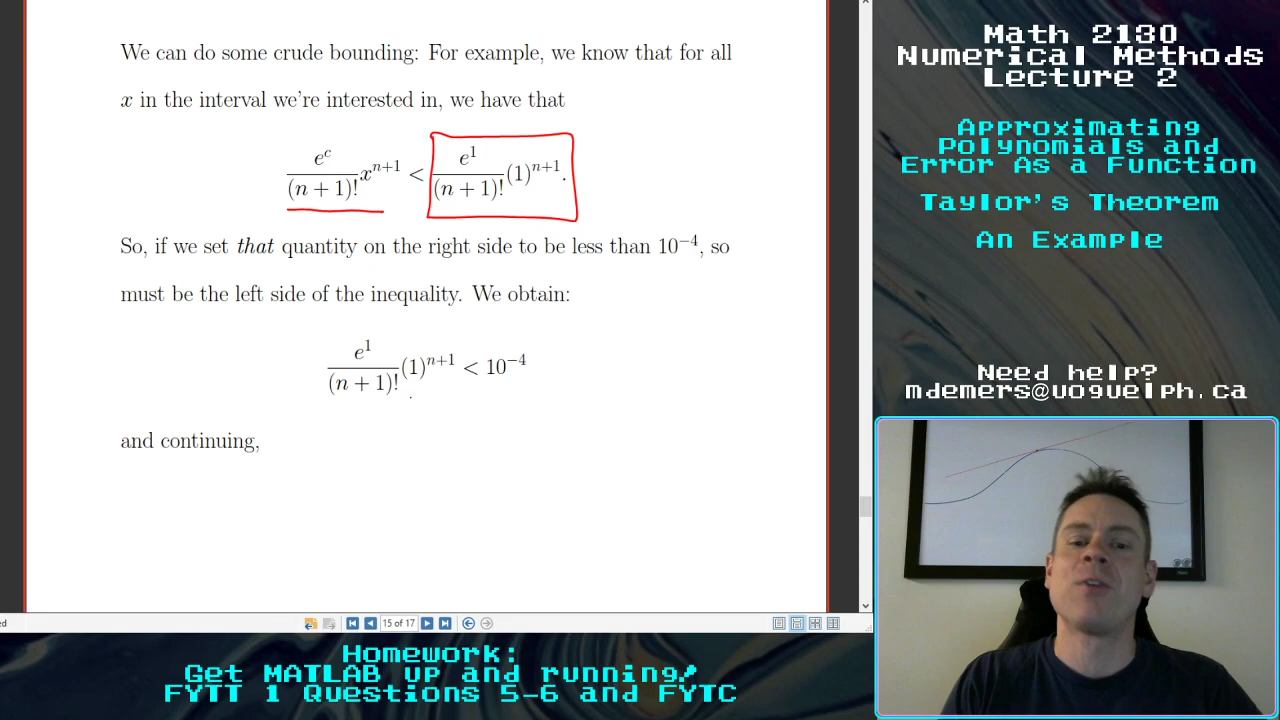 We can do some crude bounding: For example, we know that for all
x in the interval we're interested in, we have that
e^c/(n + 1)! x^{n+1} < e^1/(n + 1)! (1)^{n+1}.
So, if we set that quantity on the right side to be less than 10^{−4}, so
must be the left side of the inequality. We obtain:
e^1/(n + 1)! (1)^{n+1} < 10^{−4}
and continuing,
15 of 17
Math 2130
Numerical Methods
Lecture 2
Approximating
Polynomials and
Error As a Function
Taylor's Theorem
An Example
Need help?
mdemers@uoguelph.ca
Homework:
Get MATLAB up and running!
FYTT 1 Questions 5-6 and FYTC